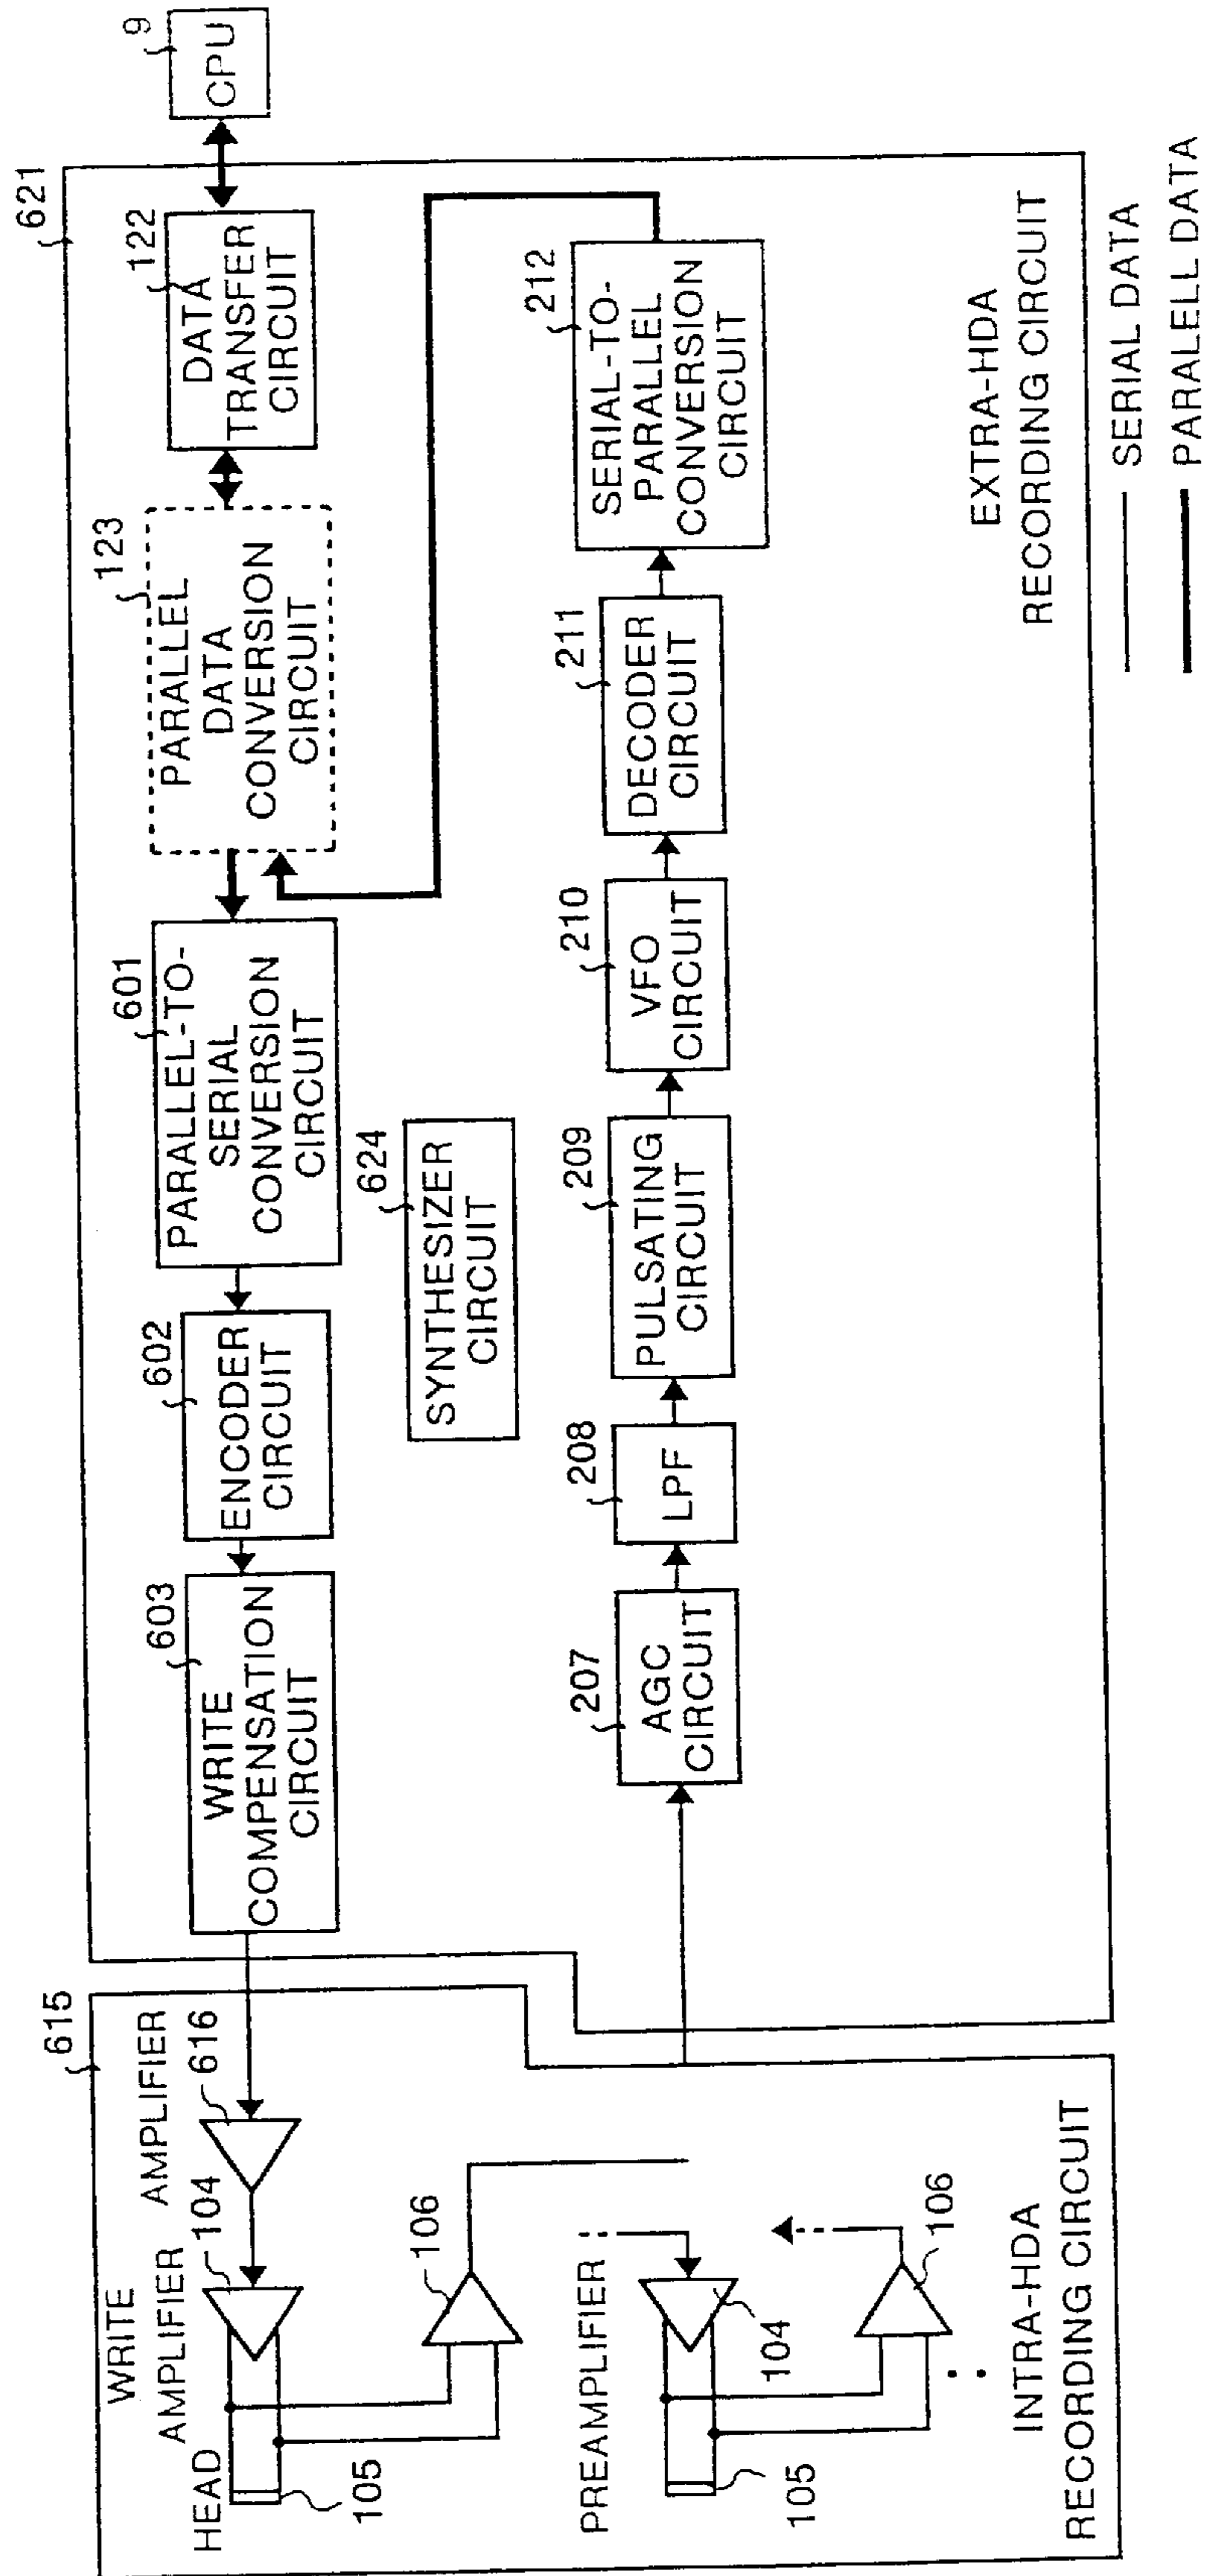 615
WRITE
AMPLIFIER
104
AMPLIFIER
616
HEAD
105
106
PREAMPLIFIER
104
105
106
INTRA-HDA
RECORDING CIRCUIT
621
603
WRITE
COMPENSATION
CIRCUIT
602
ENCODER
CIRCUIT
601
PARALLEL-TO-
SERIAL
CONVERSION
CIRCUIT
123
PARALLEL
DATA
CONVERSION
CIRCUIT
122
DATA
TRANSFER
CIRCUIT
9
CPU
624
SYNTHESIZER
CIRCUIT
207
AGC
CIRCUIT
208
LPF
209
PULSATING
CIRCUIT
210
VFO
CIRCUIT
211
DECODER
CIRCUIT
212
SERIAL-TO-
PARALLEL
CONVERSION
CIRCUIT
EXTRA-HDA
RECORDING CIRCUIT
SERIAL DATA
PARALELL DATA